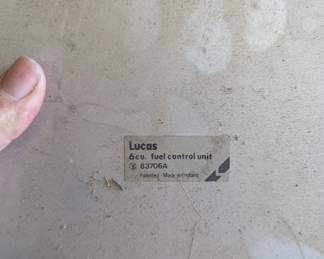 Lucas
6cu. fuel control unit
83706A
Patented Made in England